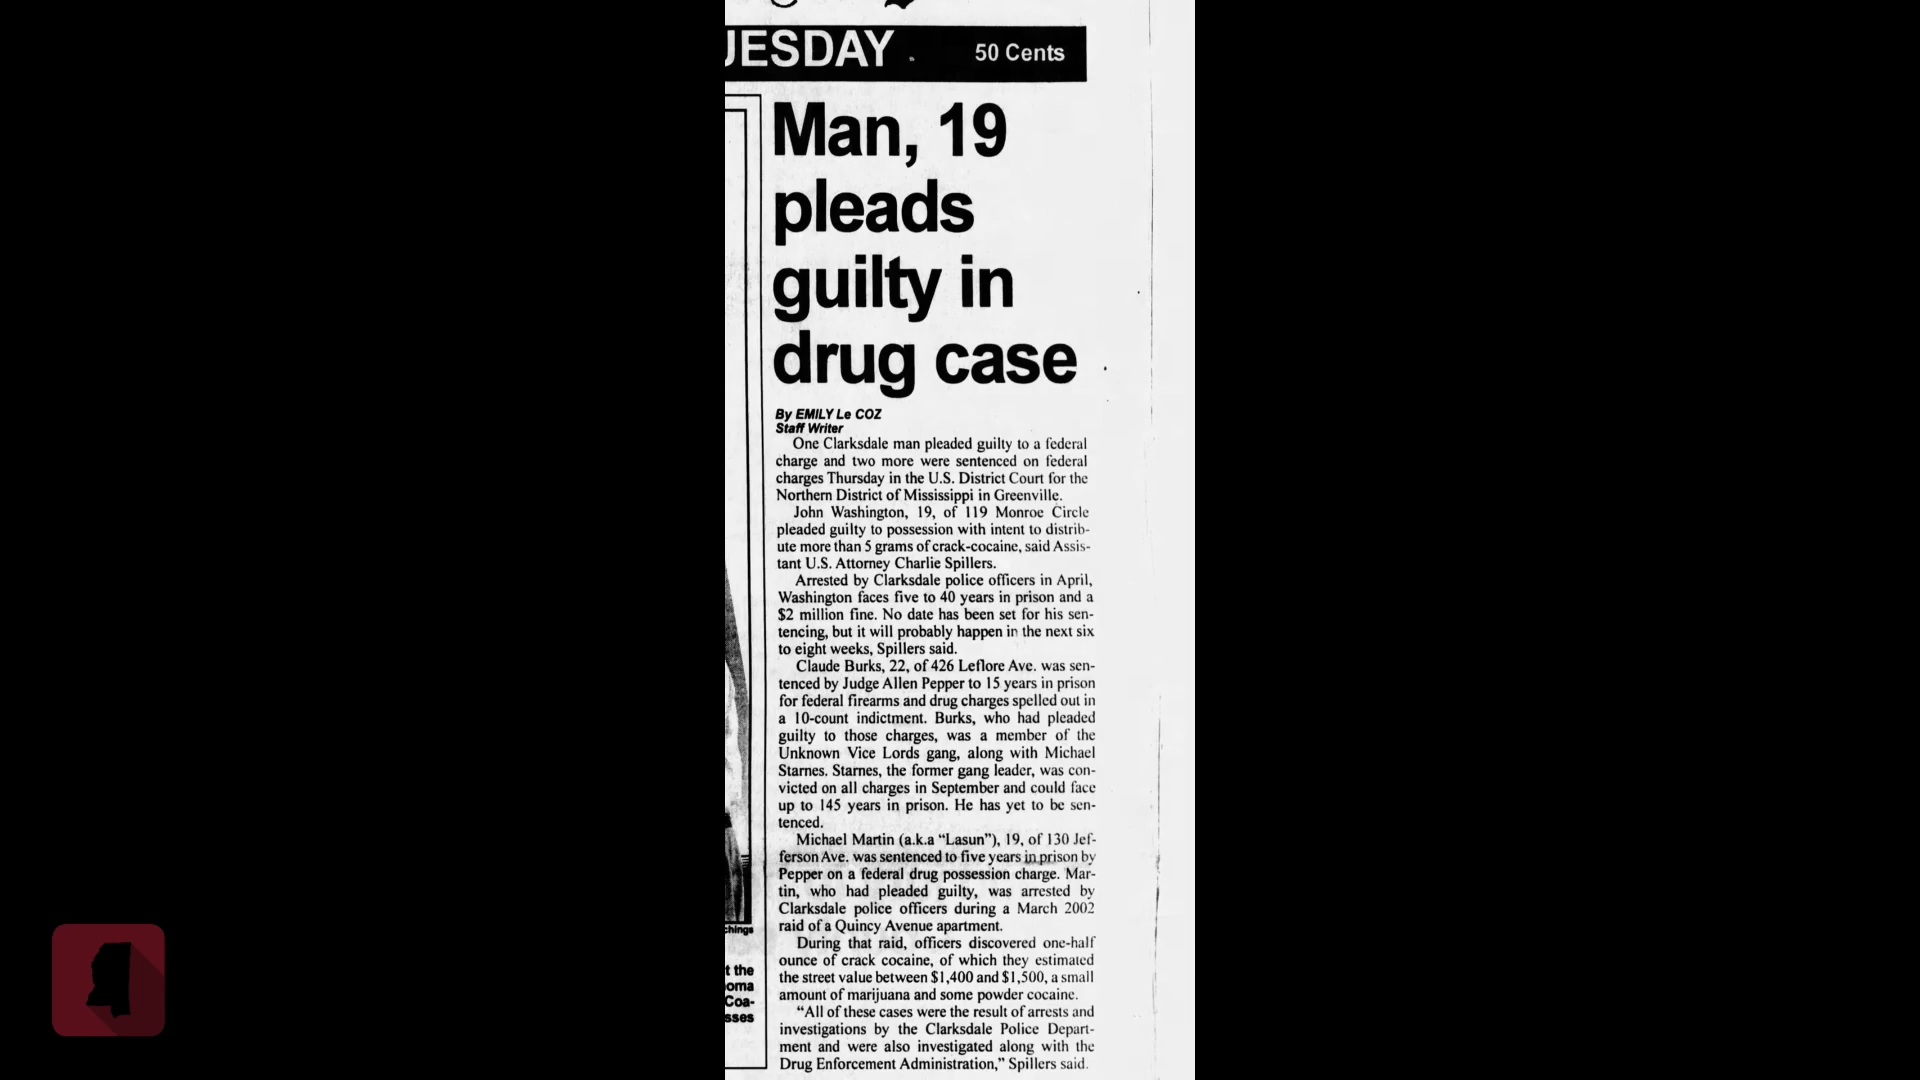 UESDAY
50 Cents
Man, 19
pleads
guilty in
drug case
By EMILY Le COZ
Staff Writer
One Clarksdale man pleaded guilty to a federal
charge and two more were sentenced on federal
charges Thursday in the U.S. District Court for the
Northern District of Mississippi in Greenville.
John Washington, 19, of 119 Monroe Circle
pleaded guilty to possession with intent to distrib-
ute more than 5 grams of crack-cocaine, said Assis-
tant U.S. Attorney Charlie Spillers.
Arrested by Clarksdale police officers in April,
Washington faces five to 40 years in prison and a
$2 million fine. No date has been set for his sen-
tencing, but it will probably happen in the next six
to eight weeks, Spillers said.
Claude Burks, 22, of 426 Leflore Ave. was sen-
tenced by Judge Allen Pepper to 15 years in prison
for federal firearms and drug charges spelled out in
a 10-count indictment. Burks, who had pleaded
guilty to those charges, was a member of the
Unknown Vice Lords gang, along with Michael
Starnes. Starnes, the former gang leader, was con-
victed on all charges in September and could face
up to 145 years in prison. He has yet to be sen-
tenced.
Michael Martin (a.k.a “Lasun”), 19, of 130 Jef-
ferson Ave. was sentenced to five years in prison by
Pepper on a federal drug possession charge. Mar-
tin, who had pleaded guilty, was arrested by
Clarksdale police officers during a March 2002
raid of a Quincy Avenue apartment.
During that raid, officers discovered one-half
ounce of crack cocaine, of which they estimated
the street value between $1,400 and $1,500, a small
amount of marijuana and some powder cocaine.
“All of these cases were the result of arrests and
investigations by the Clarksdale Police Depart-
ment and were also investigated along with the
Drug Enforcement Administration,” Spillers said.
chings
t the
oma
Coa-
sses